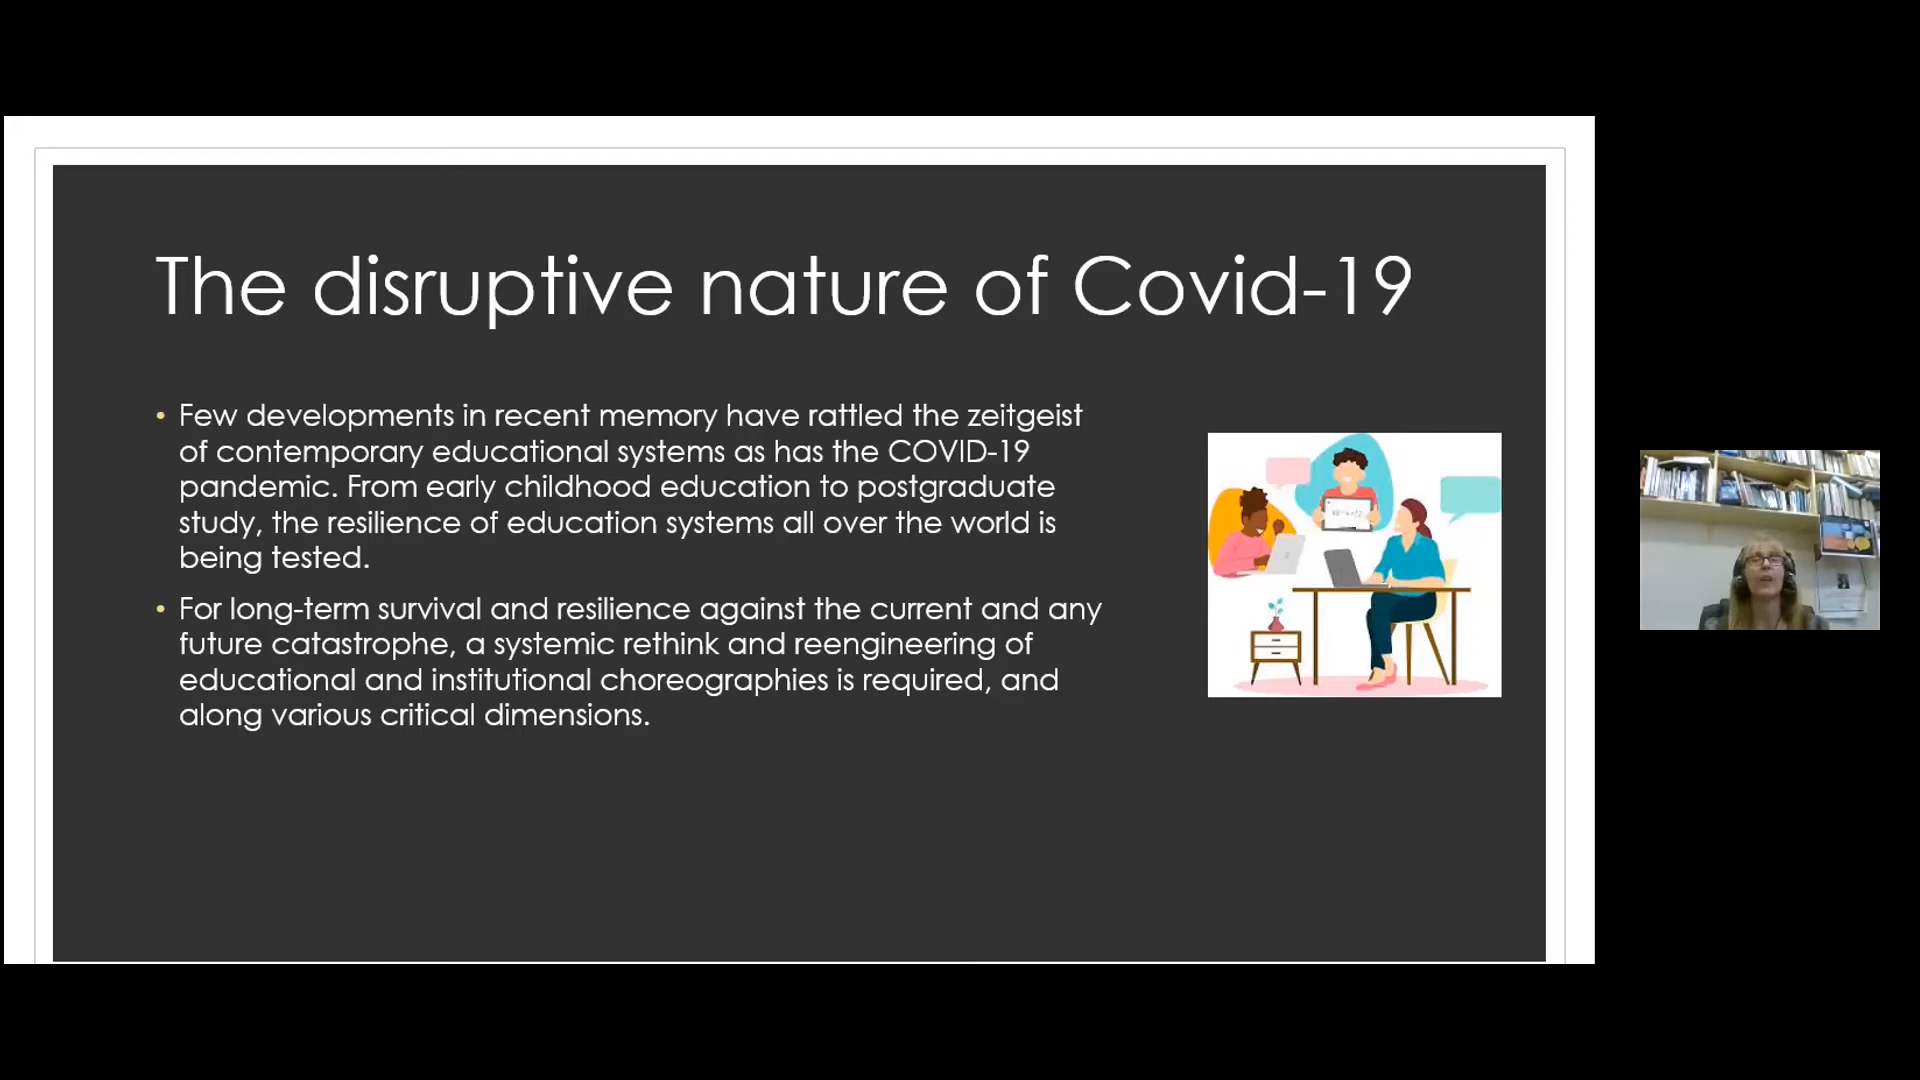 The disruptive nature of Covid-19
• Few developments in recent memory have rattled the zeitgeist
of contemporary educational systems as has the COVID-19
pandemic. From early childhood education to postgraduate
study, the resilience of education systems all over the world is
being tested.
• For long-term survival and resilience against the current and any
future catastrophe, a systemic rethink and reengineering of
educational and institutional choreographies is required, and
along various critical dimensions.